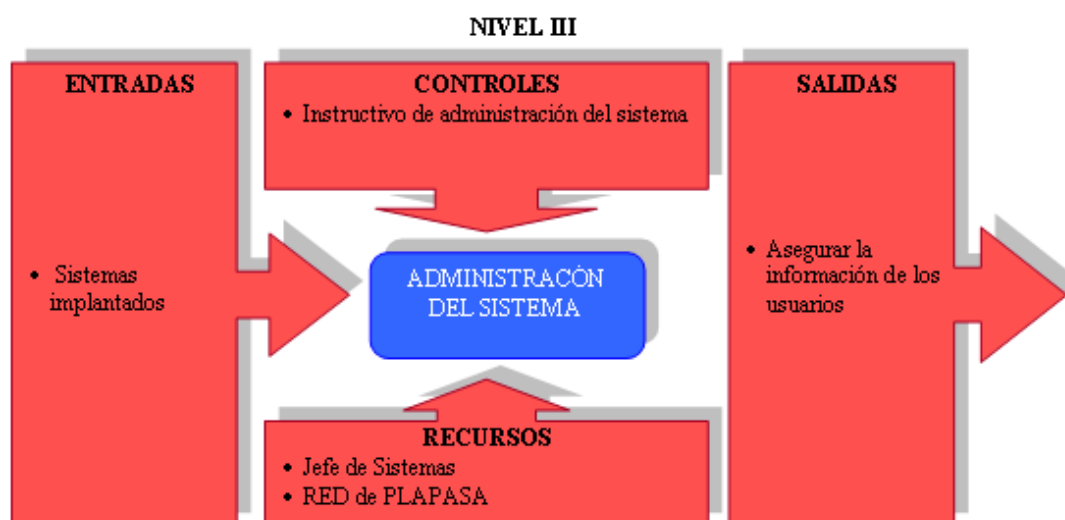 NIVEL III
ENTRADAS
• Sistemas
implantados
CONTROLES
• Instructivo de administración del sistema
ADMINISTRACÓN
DEL SISTEMA
RECURSOS
• Jefe de Sistemas
• RED de PLAPASA
SALIDAS
• Asegurar la
información de los
usuarios